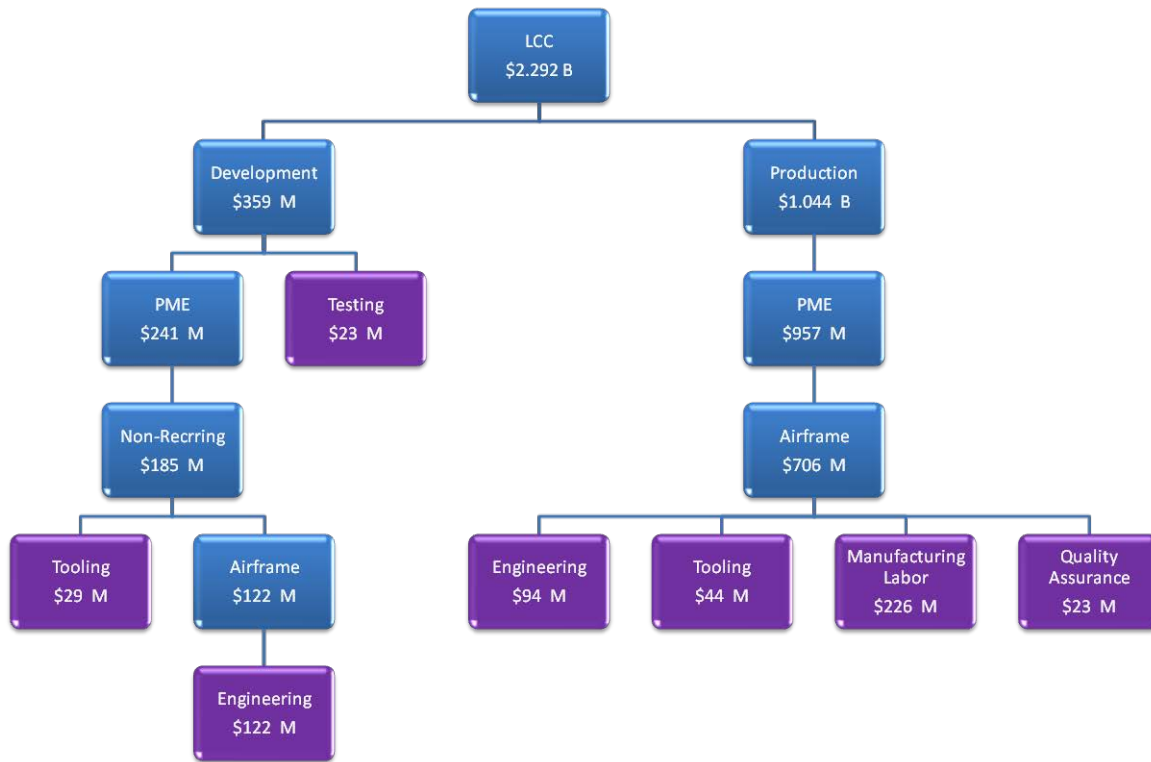 LCC
$2.292 B
Development
$359 M
Production
$1.044 B
PME
$241 M
Testing
$23 M
PME
$957 M
Non-Recrring
$185 M
Airframe
$706 M
Tooling
$29 M
Airframe
$122 M
Engineering
$94 M
Tooling
$44 M
Manufacturing
Labor
$226 M
Quality
Assurance
$23 M
Engineering
$122 M